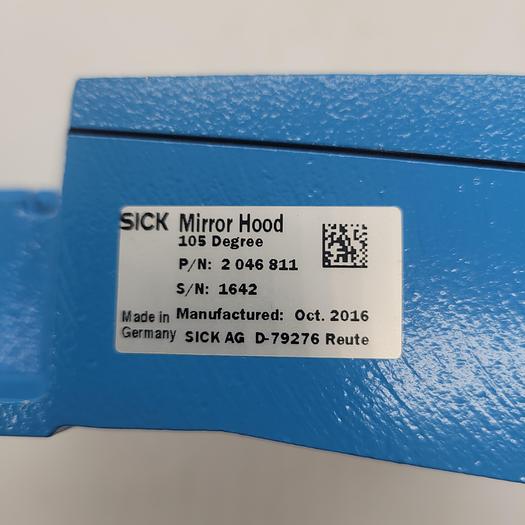 SICK Mirror Hood
105 Degree
P/N: 2 046 811
S/N: 1642
Made in Germany
Manufactured: Oct. 2016
SICK AG D-79276 Reute